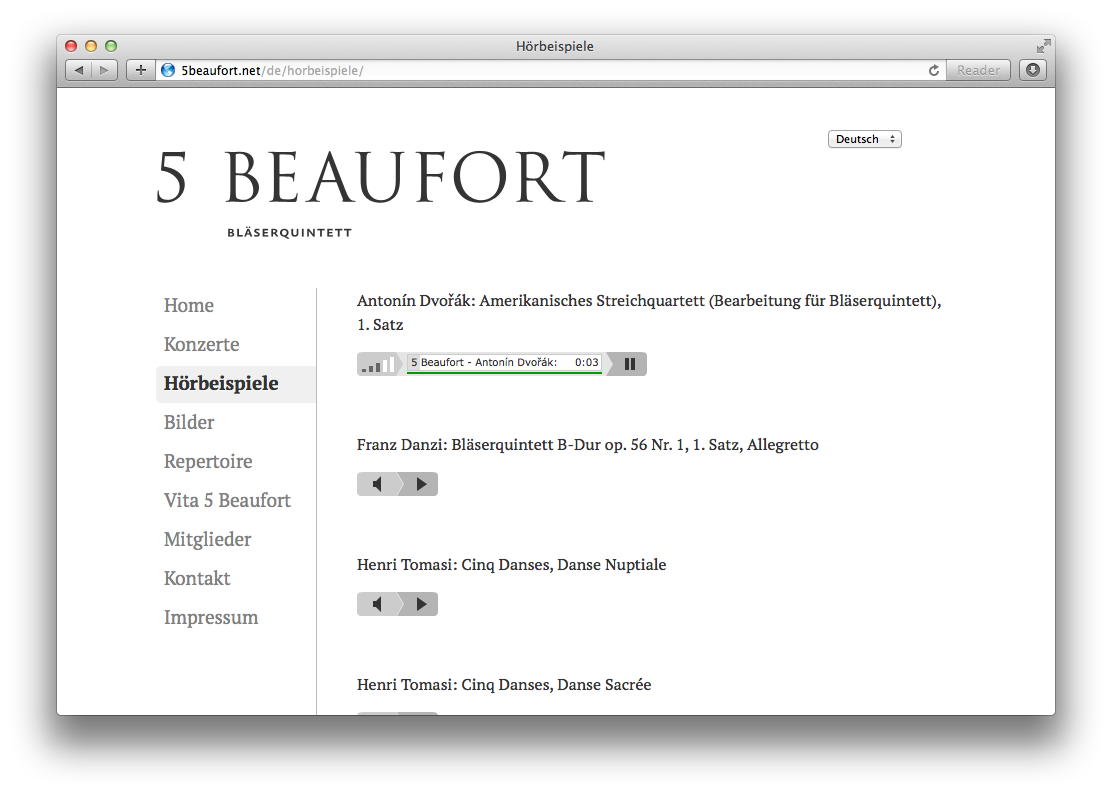 Hörbeispiele
5beaufort.net/de/horbeispiele/
Reader
Deutsch
5 BEAUFORT
BLÄSERQUINTETT
Home
Konzerte
Hörbeispiele
Bilder
Repertoire
Vita 5 Beaufort
Mitglieder
Kontakt
Impressum
Antonín Dvořák: Amerikanisches Streichquartett (Bearbeitung für Bläserquintett),
1. Satz
5 Beaufort - Antonín Dvořák: 0:03
Franz Danzi: Bläserquintett B-Dur op. 56 Nr. 1, 1. Satz, Allegretto
Henri Tomasi: Cinq Danses, Danse Nuptiale
Henri Tomasi: Cinq Danses, Danse Sacrée